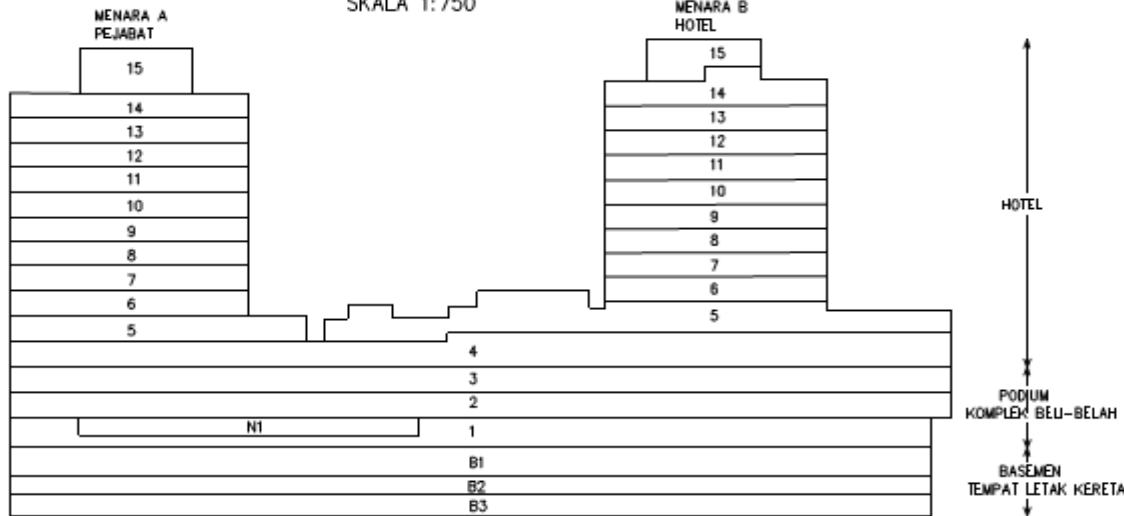 SKALA 1:750
MENARA A
PEJABAT
MENARA B
HOTEL
15
14
13
12
11
10
9
8
7
6
5
15
14
13
12
11
10
9
8
7
6
5
4
3
2
N1
1
B1
B2
B3
HOTEL
PODIUM
KOMPLEK BELI-BELAH
BASEMEN
TEMPAT LETAK KERETA